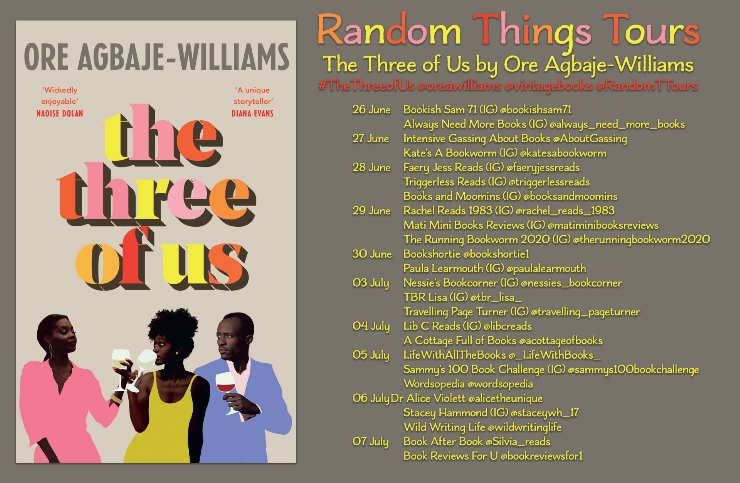 ORE AGBAJE-WILLIAMS
'Wickedly
enjoyable'
NAOISE DOLAN
'A unique
storyteller'
DIANA EVANS
the
three
of us
Random Things Tours
The Three of Us by Ore Agbaje-Williams
#TheThreeofUs @oreawilliams @vintagebooks @RandomTTours
26 June Bookish Sam 71 (IG) @bookishsam71
Always Need More Books (IG) @always_need_more_books
27 June Intensive Gassing About Books @AboutGassing
Kate's A Bookworm (IG) @katesabookworm
28 June Faery Jess Reads (IG) @faeryjessreads
Triggerless Reads (IG) @triggerlessreads
Books and Moomins (IG) @booksandmoomins
29 June Rachel Reads 1983 (IG) @rachel_reads_1983
Mati Mini Books Reviews (IG) @matiminibooksreviews
The Running Bookworm 2020 (IG) @therunningbookworm2020
30 June Bookshortie @bookshortie1
Paula Learmouth (IG) @paulalearmouth
03 July Nessie's Bookcorner (IG) @nessies_bookcorner
TBR Lisa (IG) @tbr_lisa_
Travelling Page Turner (IG) @travelling_pageturner
04 July Lib C Reads (IG) @libcreads
A Cottage Full of Books @acottageofbooks
05 July LifeWithAllTheBooks @_LifeWithBooks_
Sammy's 100 Book Challenge (IG) @sammys100bookchallenge
Wordsopedia @wordsopedia
06 July Dr Alice Violett @alicetheunique
Stacey Hammond (IG) @staceywh_17
Wild Writing Life @wildwritinglife
07 July Book After Book @Silvia_reads
Book Reviews For U @bookreviewsfor1